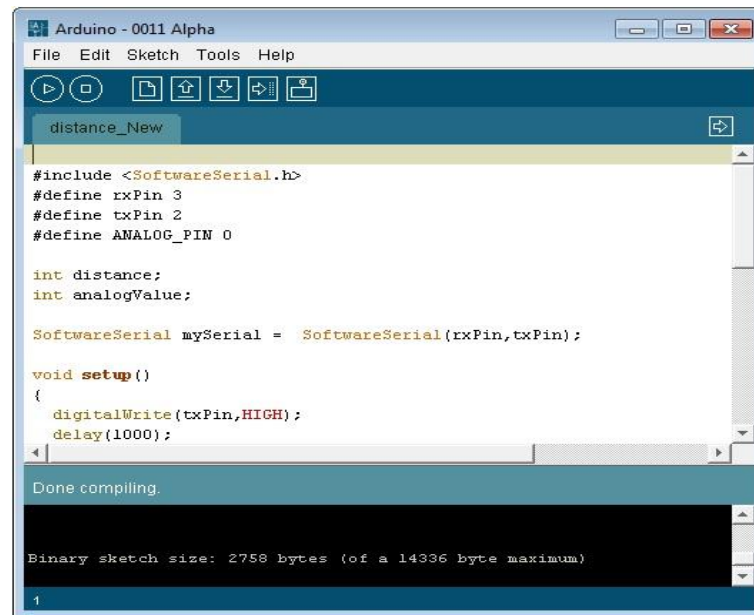 Arduino - 0011 Alpha
File Edit Sketch Tools Help
distance_New
#include <SoftwareSerial.h>
#define rxPin 3
#define txPin 2
#define ANALOG_PIN 0
int distance;
int analogValue;
SoftwareSerial mySerial =  SoftwareSerial(rxPin,txPin);
void setup()
{
  digitalWrite(txPin,HIGH);
  delay(1000);
Done compiling.
Binary sketch size: 2758 bytes (of a 14336 byte maximum)
1